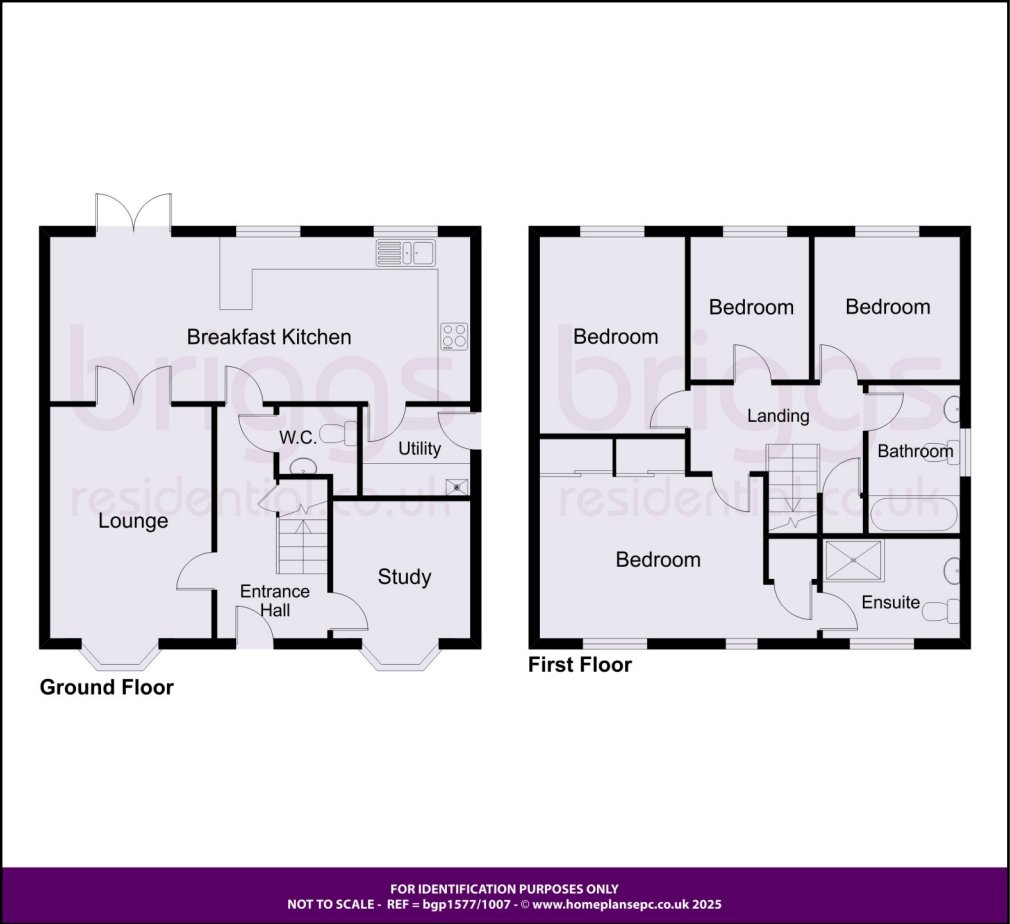 Breakfast Kitchen
W.C.
Utility
Lounge
Study
Entrance
Hall
Ground Floor
Bedroom
Bedroom
Bedroom
Landing
Bathroom
Bedroom
Ensuite
First Floor
briggs
residential.co.uk
briggs
residential.co.uk
FOR IDENTIFICATION PURPOSES ONLY
NOT TO SCALE - REF = bgp1577/1007 - © www.homeplansepc.co.uk 2025